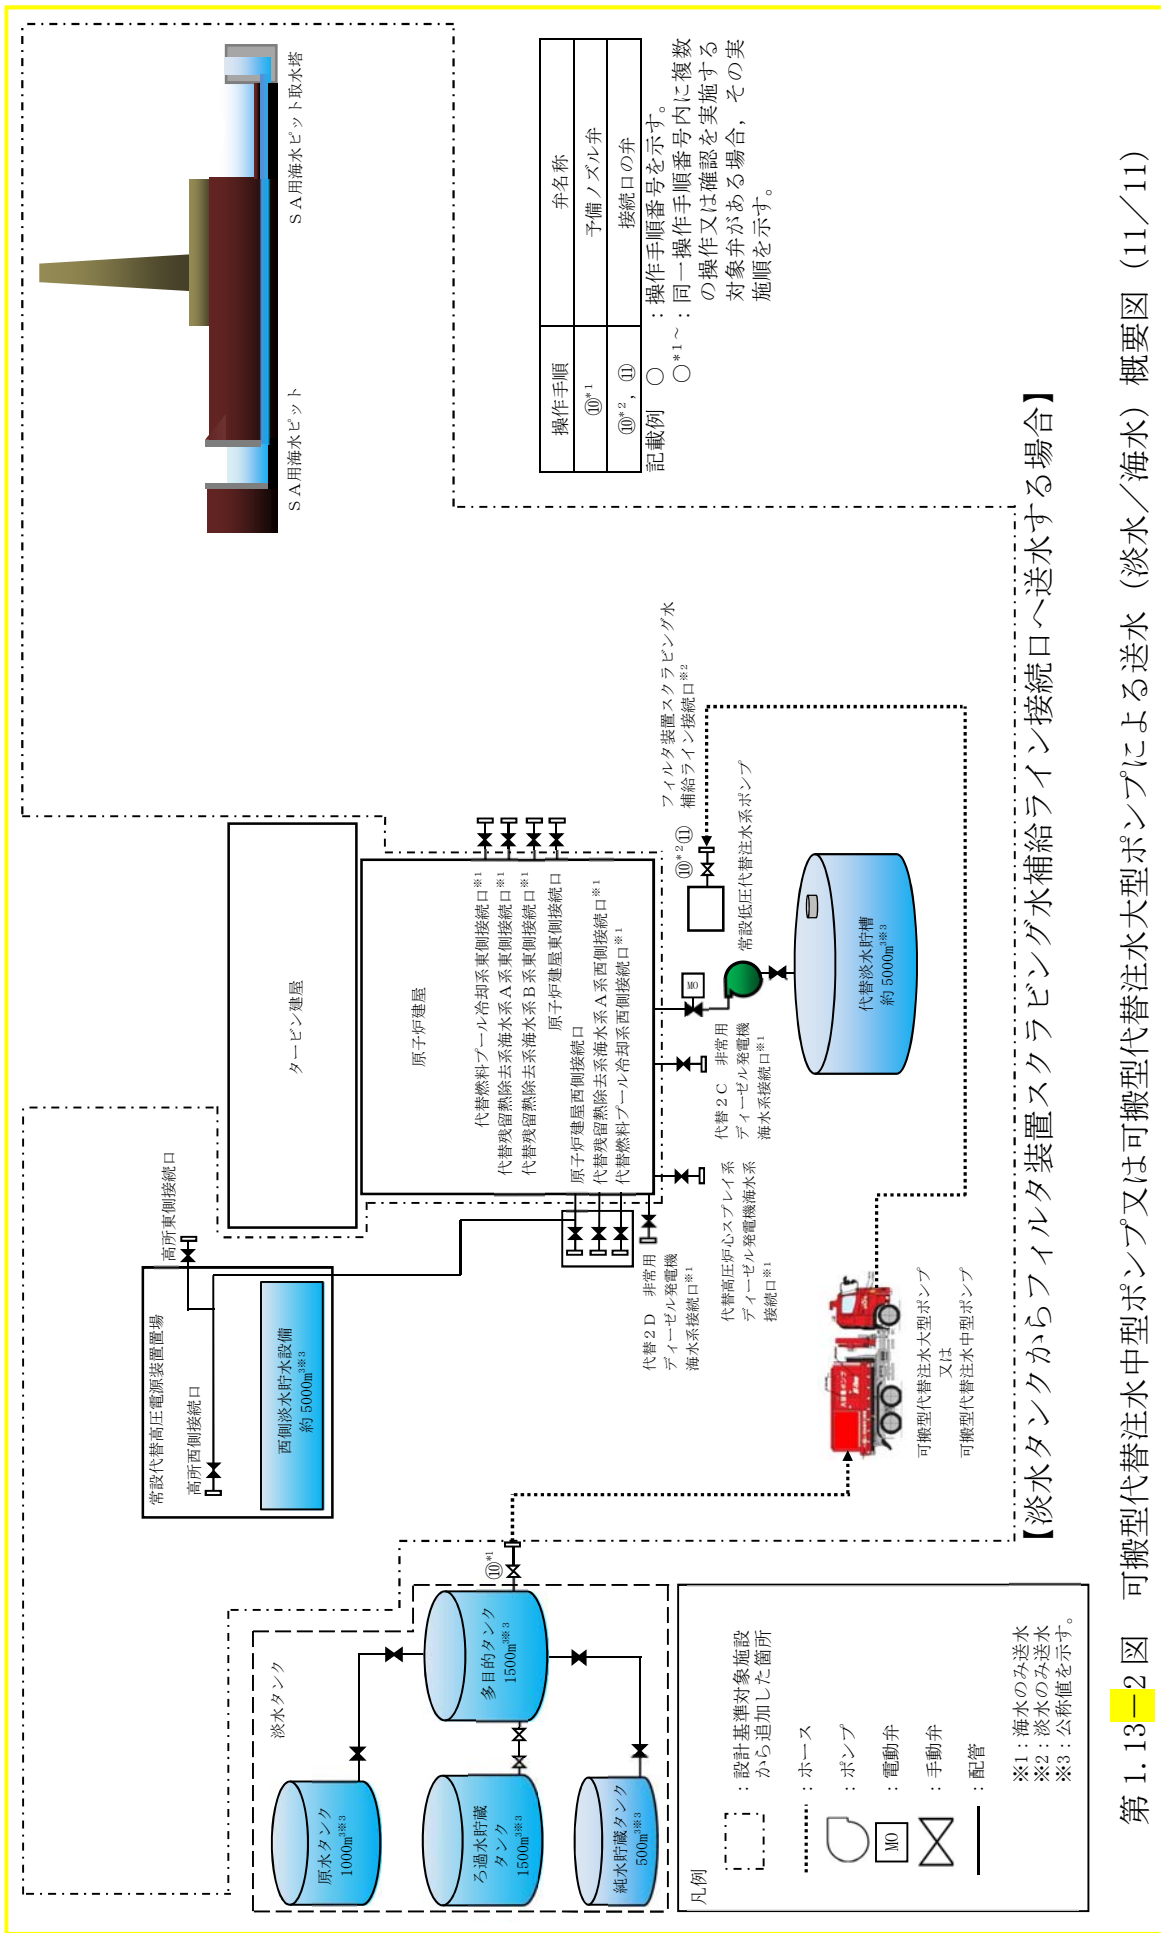 ＳＡ用海水ピット取水塔
ＳＡ用海水ピット
操作手順 弁名称
⑩*1 予備ノズル弁
⑩*2，⑪ 接続口の弁
記載例 ○ ：操作手順番号を示す。
○*1～：同一操作手順番号内に複数
の操作又は確認を実施する
対象弁がある場合，その実
施順を示す。
タービン建屋
原子炉建屋
代替燃料プール冷却系東側接続口※1
代替残留熱除去系海水系Ａ系東側接続口※1
代替残留熱除去系海水系Ｂ系東側接続口※1
原子炉建屋東側接続口
原子炉建屋西側接続口
代替残留熱除去系海水系Ａ系西側接続口※1
代替燃料プール冷却系西側接続口※1
常設代替高圧電源装置置場
高所東側接続口
高所西側接続口
西側淡水貯水設備
約5000m³※3
フィルタ装置スクラビング水
補給ライン接続口※2
⑩*2⑪
常設低圧代替注水系ポンプ
MO
代替淡水貯槽
約5000m³※3
代替２Ｃ 非常用
ディーゼル発電機
海水系接続口※1
代替高圧炉心スプレイ系
ディーゼル発電機海水系
接続口※1
代替２Ｄ 非常用
ディーゼル発電機
海水系接続口※1
可搬型代替注水大型ポンプ
又は
可搬型代替注水中型ポンプ
淡水タンク
⑩*1
多目的タンク
1500m³※3
原水タンク
1000m³※3
ろ過水貯蔵
タンク
1500m³※3
純水貯蔵タンク
500m³※3
凡例
：設計基準対象施設
から追加した箇所
：ホース
：ポンプ
MO ：電動弁
：手動弁
：配管
※1：海水のみ送水
※2：淡水のみ送水
※3：公称値を示す。
【淡水タンクからフィルタ装置スクラビング水補給ライン接続口へ送水する場合】
第1.13－2図 可搬型代替注水中型ポンプ又は可搬型代替注水大型ポンプによる送水（淡水／海水） 概要図（11／11）